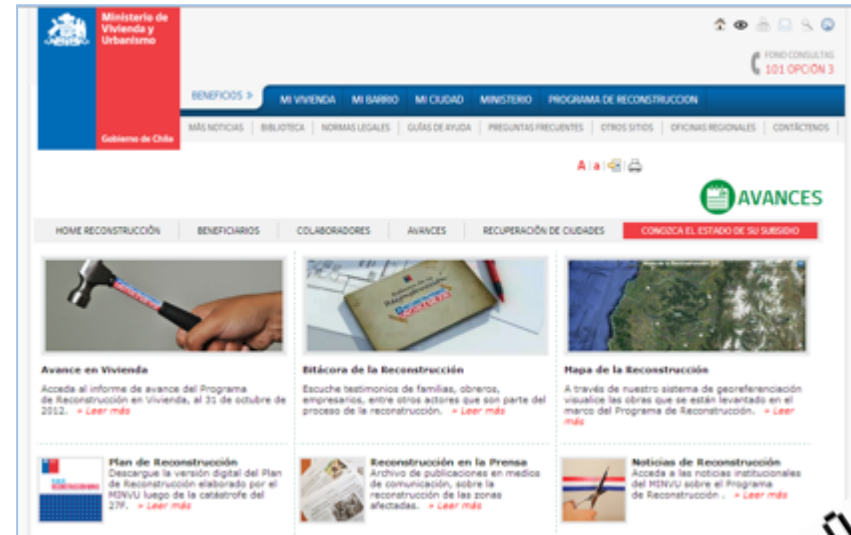 Ministerio de
Vivienda y
Urbanismo
Gobierno de Chile
FONO CONSULTAS
101 OPCIÓN 3
BENEFICIOS » MI VIVIENDA MI BARRIO MI CIUDAD MINISTERIO PROGRAMA DE RECONSTRUCCION
MÁS NOTICIAS | BIBLIOTECA | NORMAS LEGALES | GUÍAS DE AYUDA | PREGUNTAS FRECUENTES | OTROS SITIOS | OFICINAS REGIONALES | CONTÁCTENOS
A a
AVANCES
HOME RECONSTRUCCIÓN BENEFICIARIOS COLABORADORES AVANCES RECUPERACIÓN DE CIUDADES CONOZCA EL ESTADO DE SU SUBSIDIO
Avance en Vivienda
Acceda al informe de avance del Programa
de Reconstrucción en Vivienda, al 31 de octubre de
2012. » Leer más
Bitácora de la Reconstrucción
Escuche testimonios de familias, obreros,
empresarios, entre otros actores que son parte del
proceso de la reconstrucción. » Leer más
Mapa de la Reconstrucción
A través de nuestro sistema de georeferenciación
visualice las obras que se están levantado en el
marco del Programa de Reconstrucción. » Leer
más
Plan de Reconstrucción
Descargue la versión digital del Plan
de Reconstrucción elaborado por el
MINVU luego de la catástrofe del
27F. » Leer más
Reconstrucción en la Prensa
Archivo de publicaciones en medios
de comunicación, sobre la
reconstrucción de las zonas
afectadas. » Leer más
Noticias de Reconstrucción
Acceda a las noticias institucionales
del MINVU sobre el Programa
de Reconstrucción . » Leer más